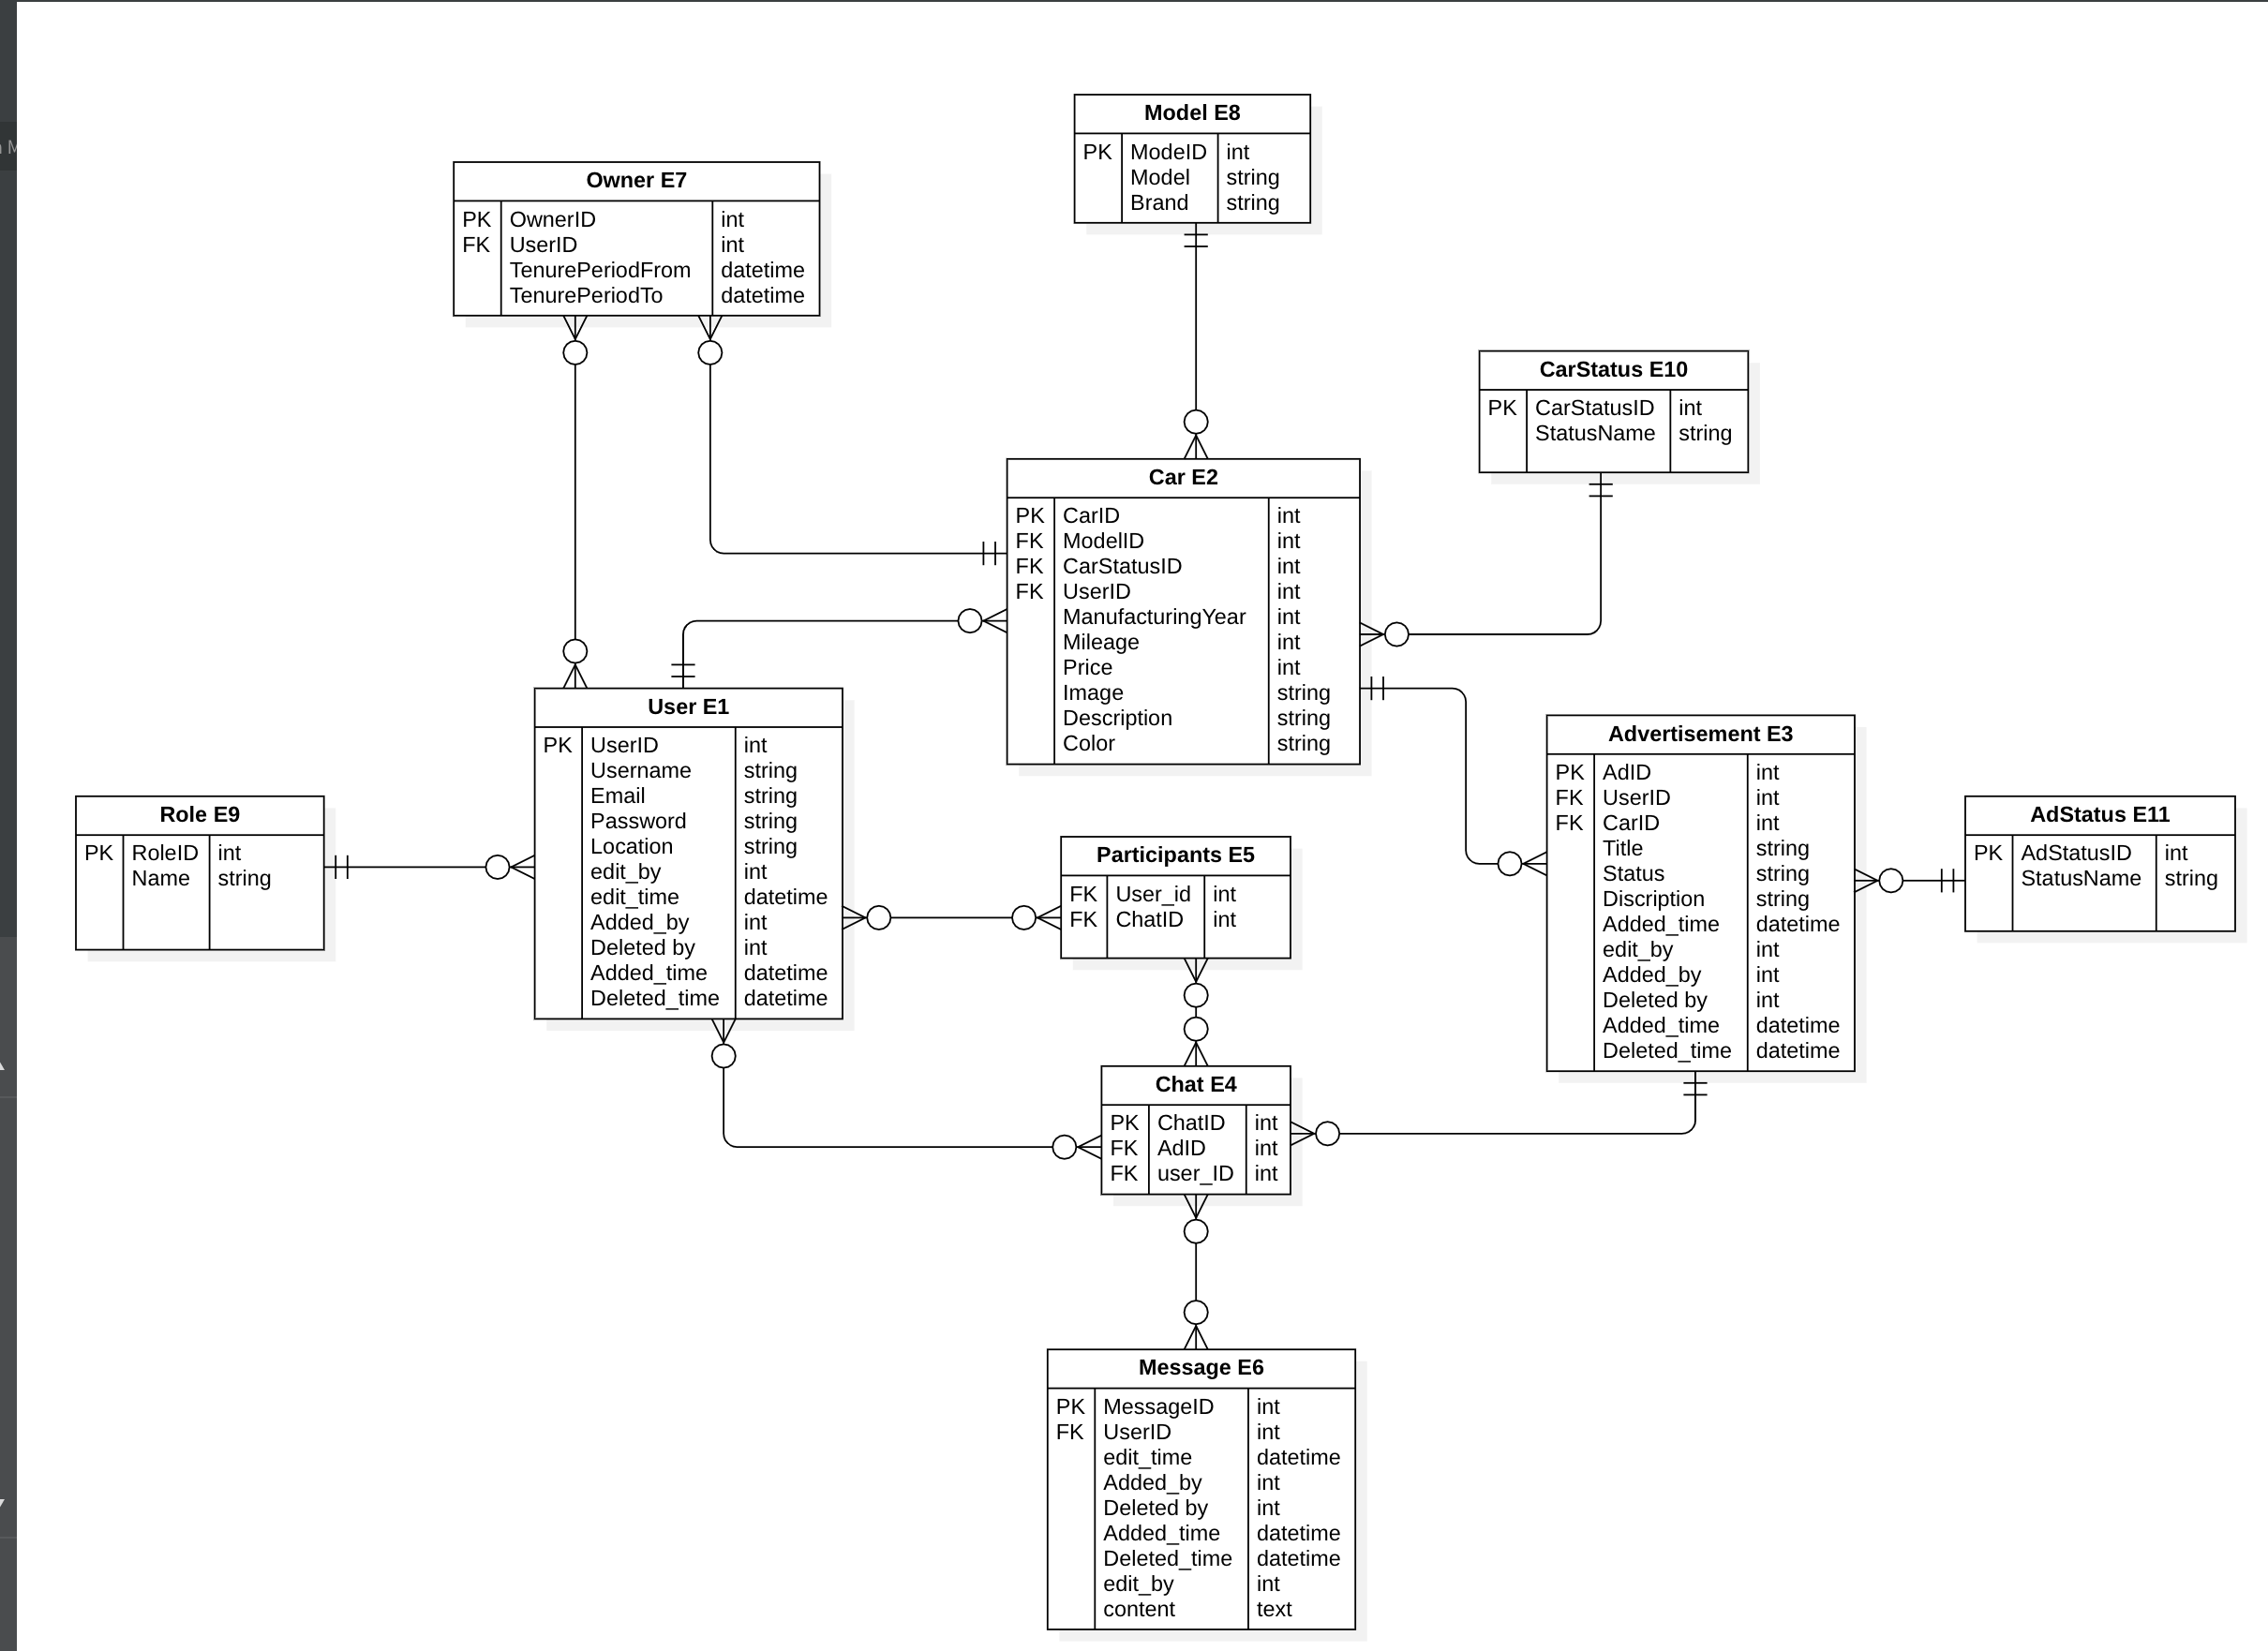 Model E8
PK ModeID int
Model string
Brand string
Owner E7
PK OwnerID int
FK UserID int
TenurePeriodFrom datetime
TenurePeriodTo datetime
CarStatus E10
PK CarStatusID int
StatusName string
Car E2
PK CarID int
FK ModelID int
FK CarStatusID int
FK UserID int
ManufacturingYear int
Mileage int
Price int
Image string
Description string
Color string
User E1
PK UserID int
Username string
Email string
Password string
Location string
edit_by int
edit_time datetime
Added_by int
Deleted by int
Added_time datetime
Deleted_time datetime
Advertisement E3
PK AdID int
FK UserID int
FK CarID int
Title string
Status string
Discription string
Added_time datetime
edit_by int
Added_by int
Deleted by int
Added_time datetime
Deleted_time datetime
Role E9
PK RoleID int
Name string
AdStatus E11
PK AdStatusID int
StatusName string
Participants E5
FK User_id int
FK ChatID int
Chat E4
PK ChatID int
FK AdID int
FK user_ID int
Message E6
PK MessageID int
FK UserID int
edit_time datetime
Added_by int
Deleted by int
Added_time datetime
Deleted_time datetime
edit_by int
content text